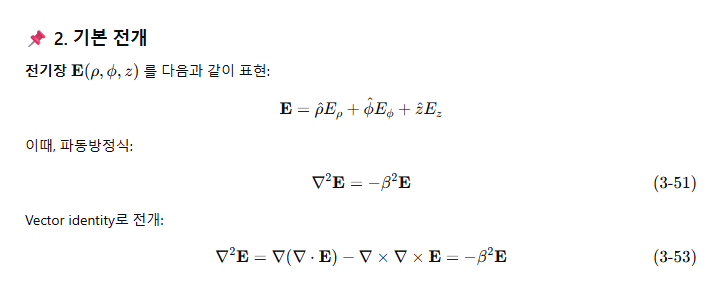 📌 2. 기본 전개
전기장 E(ρ, ϕ, z) 를 다음과 같이 표현:
E = ρ̂E_ρ + ϕ̂E_ϕ + ẑE_z
이때, 파동방정식:
∇²E = −β²E (3-51)
Vector identity로 전개:
∇²E = ∇(∇ · E) − ∇ × ∇ × E = −β²E (3-53)